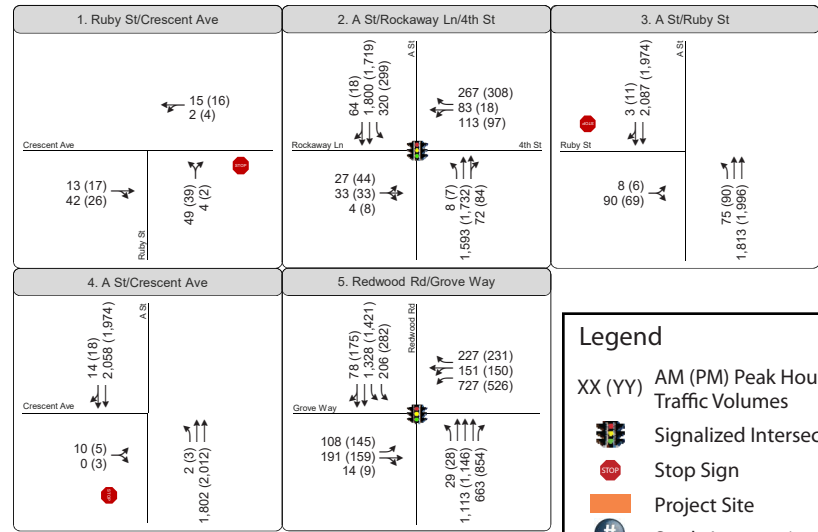 1. Ruby St/Crescent Ave
15 (16)
2 (4)
Crescent Ave
STOP
13 (17)
42 (26)
Ruby St
49 (39)
4 (2)
2. A St/Rockaway Ln/4th St
64 (18)
1,800 (1,719)
320 (299)
A St
267 (308)
83 (18)
113 (97)
Rockaway Ln
4th St
27 (44)
33 (33)
4 (8)
8 (7)
1,593 (1,732)
72 (84)
3. A St/Ruby St
STOP
3 (11)
2,087 (1,974)
A St
Ruby St
8 (6)
90 (69)
75 (90)
1,813 (1,996)
4. A St/Crescent Ave
14 (18)
2,058 (1,974)
A St
Crescent Ave
10 (5)
0 (3)
STOP
2 (3)
1,802 (2,012)
5. Redwood Rd/Grove Way
78 (175)
1,328 (1,421)
206 (282)
Redwood Rd
227 (231)
151 (150)
727 (526)
Grove Way
108 (145)
191 (159)
14 (9)
29 (28)
1,113 (1,146)
663 (854)
Legend
XX (YY) AM (PM) Peak Hou
Traffic Volumes
Signalized Intersec
STOP Stop Sign
Project Site
#